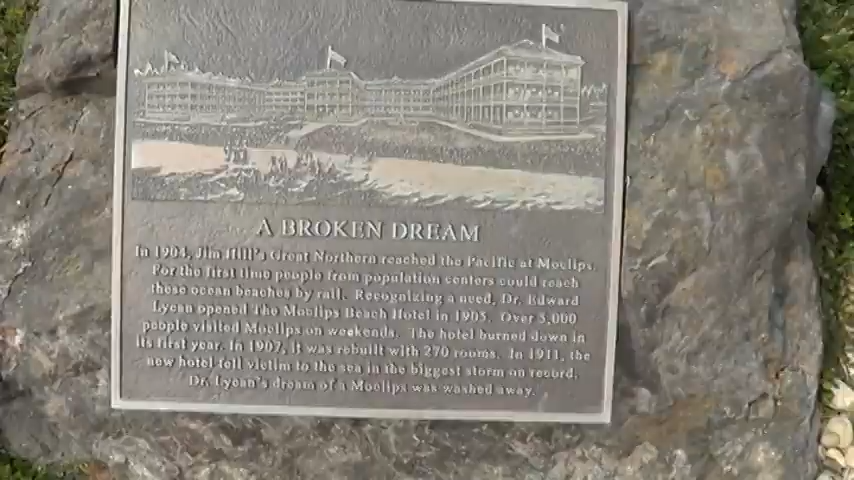 A BROKEN DREAM
In 1904, Jim Hill's Great Northern reached the Pacific at Moclips.
For the first time people from population centers could reach
these ocean beaches by rail. Recognizing a need, Dr. Edward
Lycan opened The Moclips Beach Hotel in 1905. Over 3,000
people visited Moclips on weekends. The hotel burned down in
its first year. In 1907, it was rebuilt with 270 rooms. In 1911, the
new hotel fell victim to the sea in the biggest storm on record.
Dr. Lycan's dream of a Moclips was washed away.